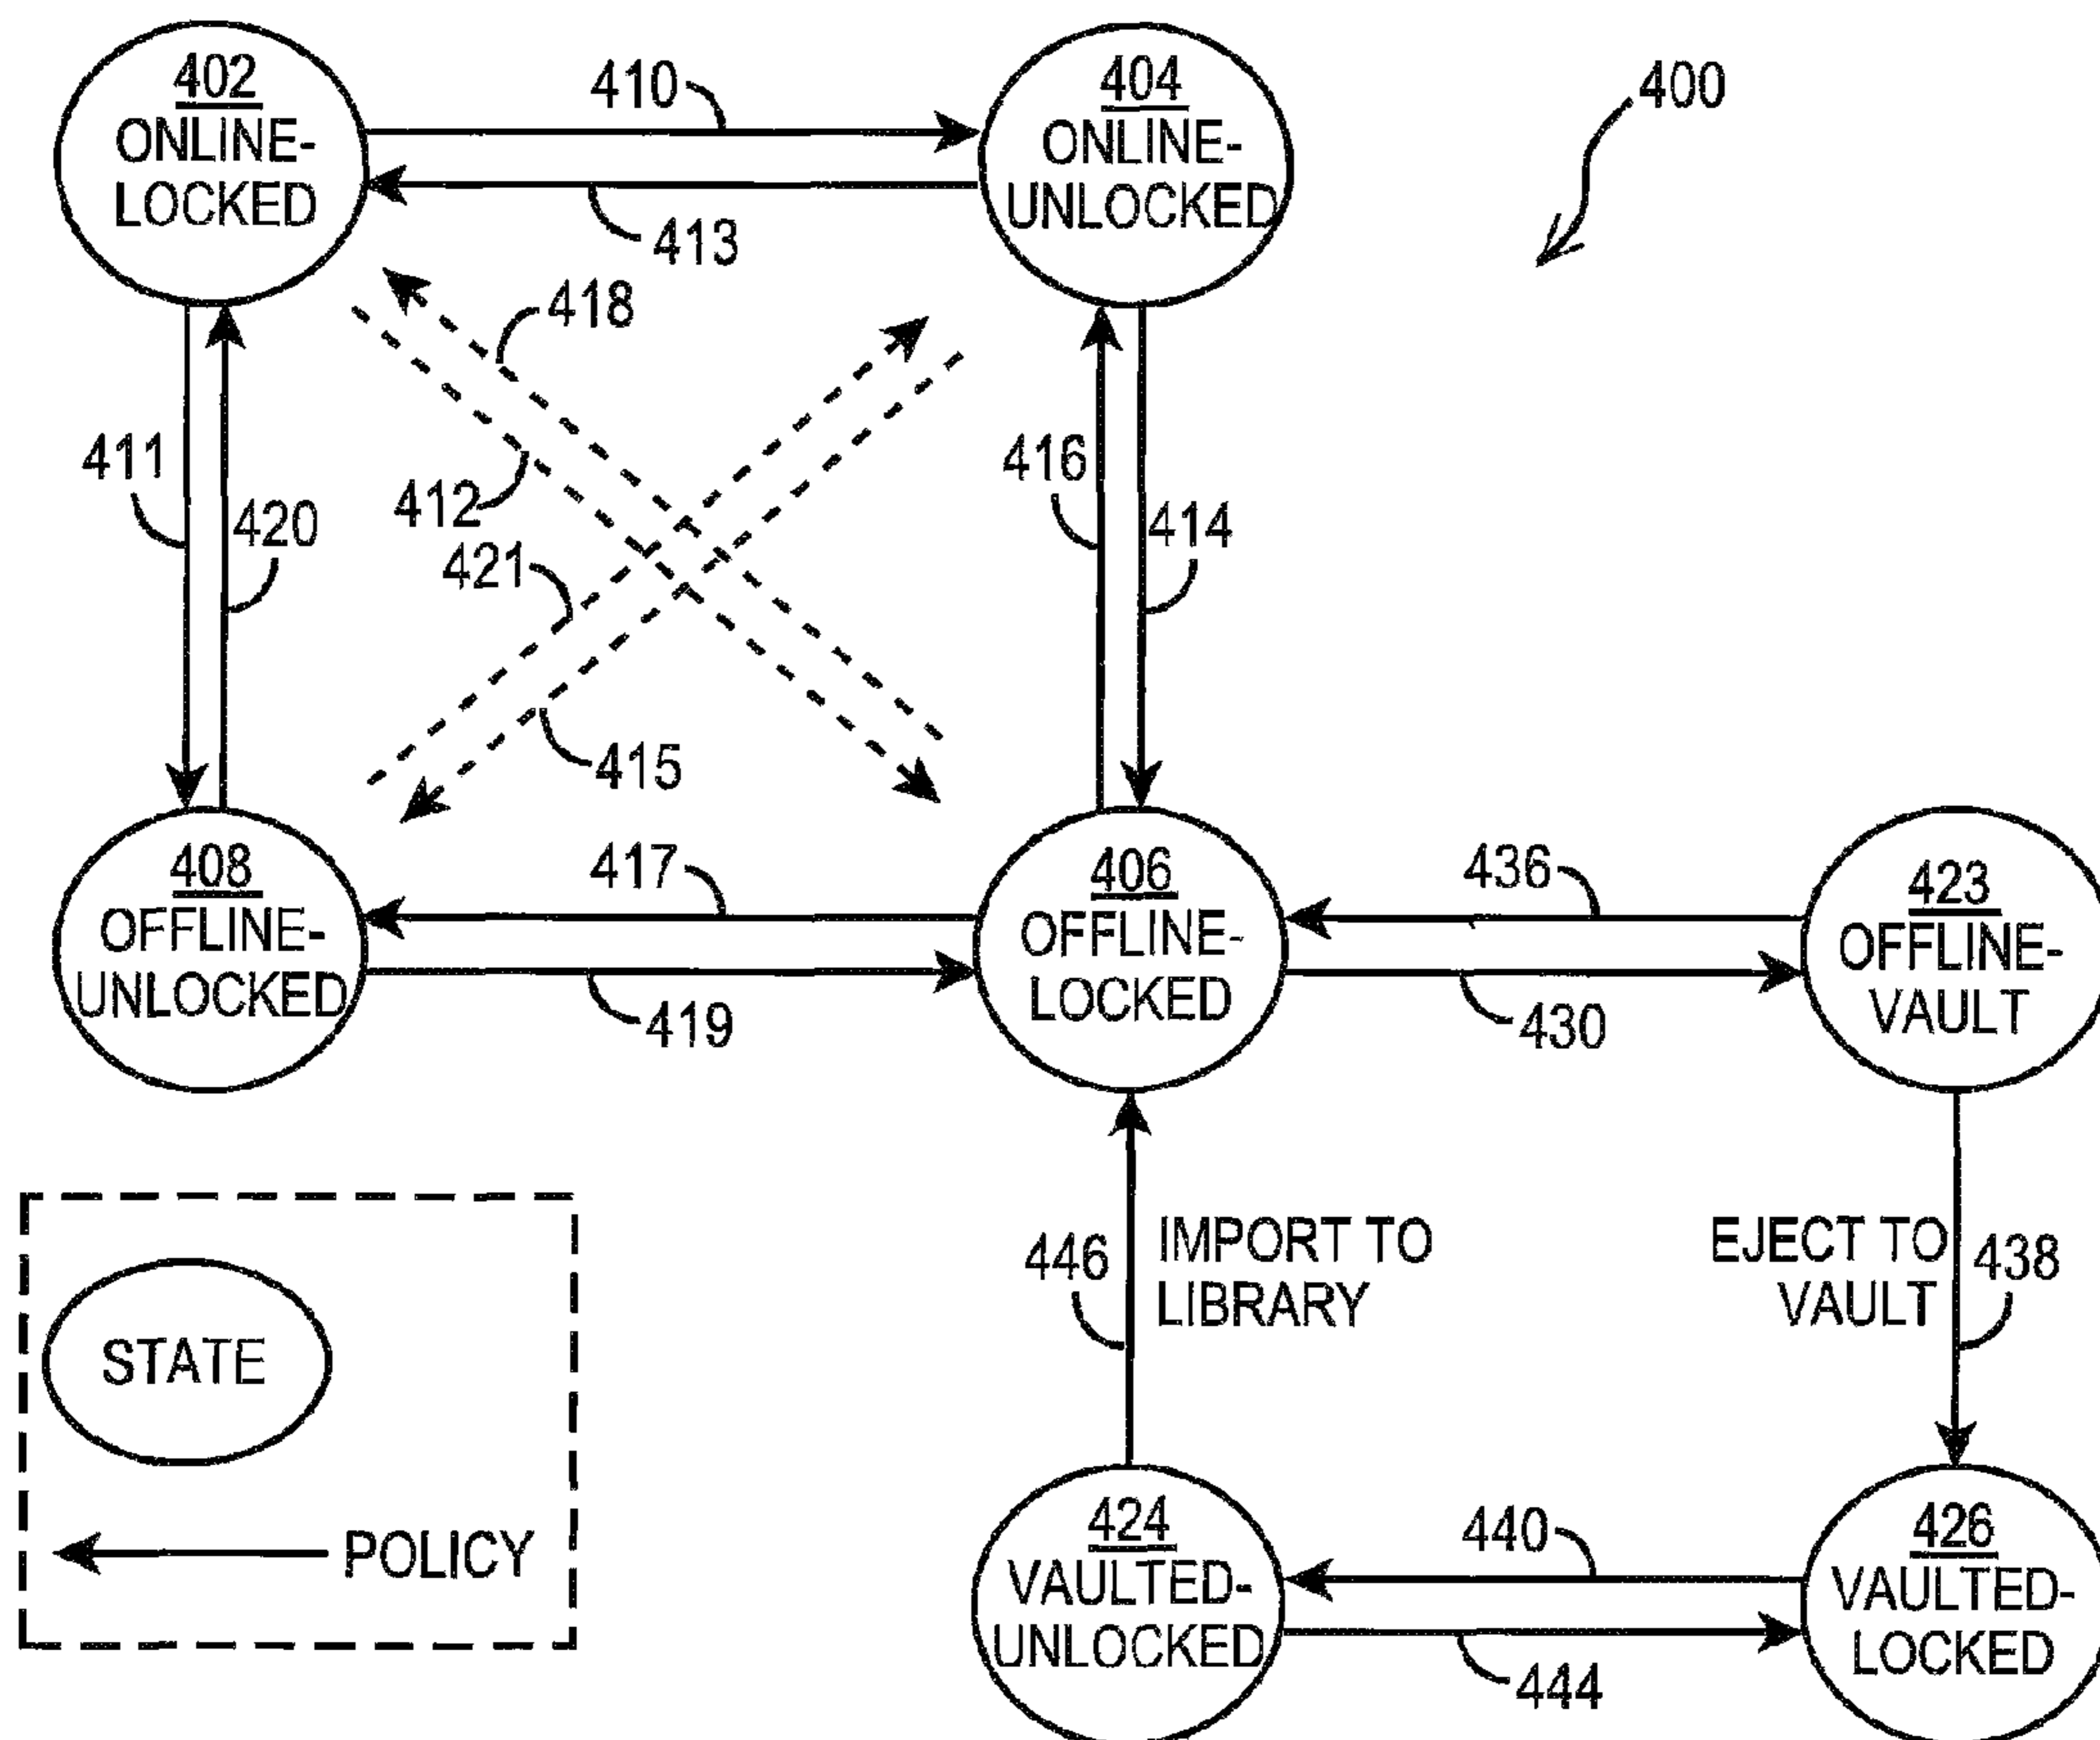 402
ONLINE-
LOCKED
410
404
ONLINE-
UNLOCKED
400
413
418
411
420
412
421
416
414
415
408
OFFLINE-
UNLOCKED
417
419
406
OFFLINE-
LOCKED
436
430
423
OFFLINE-
VAULT
446
IMPORT TO
LIBRARY
EJECT TO
VAULT
438
STATE
POLICY
424
VAULTED-
UNLOCKED
440
444
426
VAULTED-
LOCKED